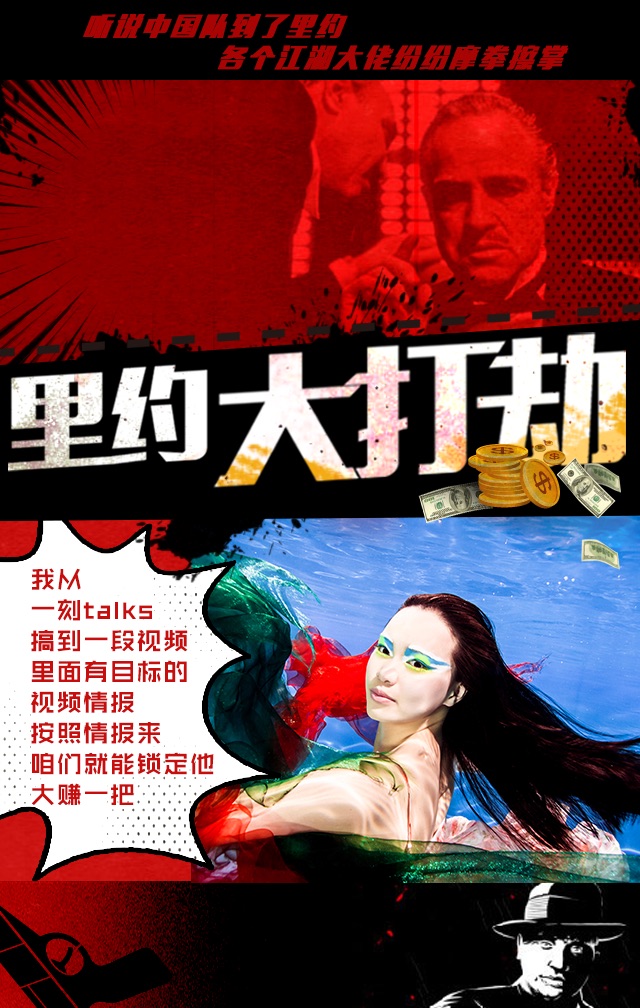 听说中国队到了里约
各个江湖大佬纷纷摩拳擦掌
里约大打劫
我从
一刻talks
搞到一段视频
里面有目标的
视频情报
按照情报来
咱们就能锁定他
大赚一把